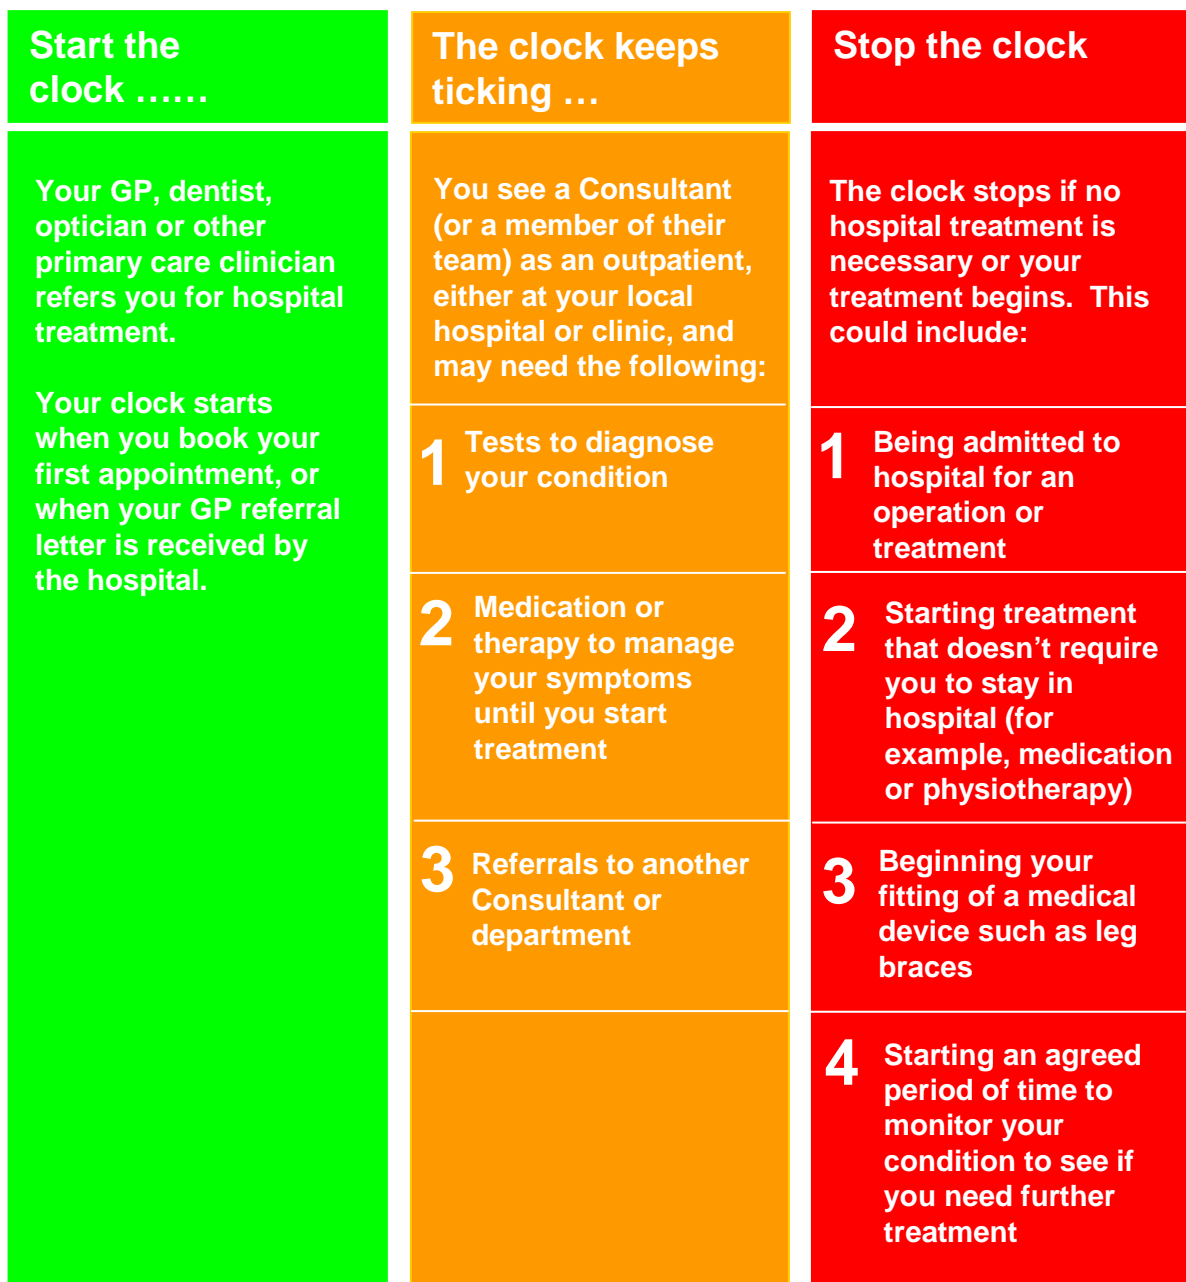 Start the
clock ……
Your GP, dentist,
optician or other
primary care clinician
refers you for hospital
treatment.
Your clock starts
when you book your
first appointment, or
when your GP referral
letter is received by
the hospital.
The clock keeps
ticking …
You see a Consultant
(or a member of their
team) as an outpatient,
either at your local
hospital or clinic, and
may need the following:
1 Tests to diagnose
your condition
2 Medication or
therapy to manage
your symptoms
until you start
treatment
3 Referrals to another
Consultant or
department
Stop the clock
The clock stops if no
hospital treatment is
necessary or your
treatment begins.  This
could include:
1 Being admitted to
hospital for an
operation or
treatment
2 Starting treatment
that doesn’t require
you to stay in
hospital (for
example, medication
or physiotherapy)
3 Beginning your
fitting of a medical
device such as leg
braces
4 Starting an agreed
period of time to
monitor your
condition to see if
you need further
treatment